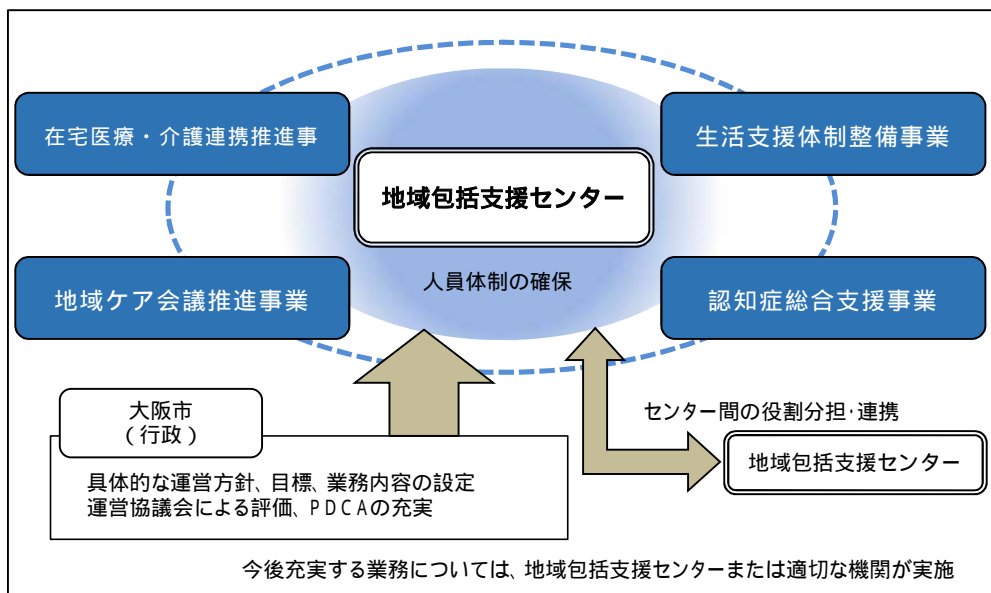 在宅医療・介護連携推進事
生活支援体制整備事業
地域包括支援センター
人員体制の確保
地域ケア会議推進事業
認知症総合支援事業
大阪市
(行政)
具体的な運営方針、目標、業務内容の設定
運営協議会による評価、PDCAの充実
センター間の役割分担・連携
地域包括支援センター
今後充実する業務については、地域包括支援センターまたは適切な機関が実施